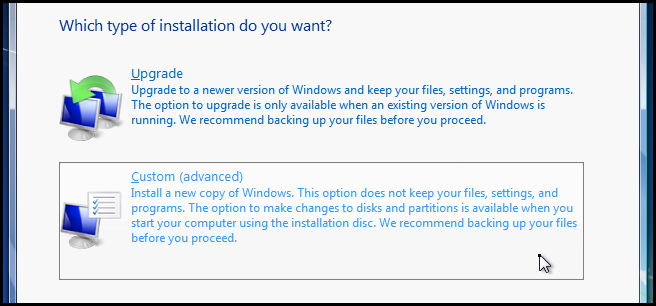 Which type of installation do you want?
Upgrade
Upgrade to a newer version of Windows and keep your files, settings, and programs.
The option to upgrade is only available when an existing version of Windows is
running. We recommend backing up your files before you proceed.
Custom (advanced)
Install a new copy of Windows. This option does not keep your files, settings, and
programs. The option to make changes to disks and partitions is available when you
start your computer using the installation disc. We recommend backing up your files
before you proceed.